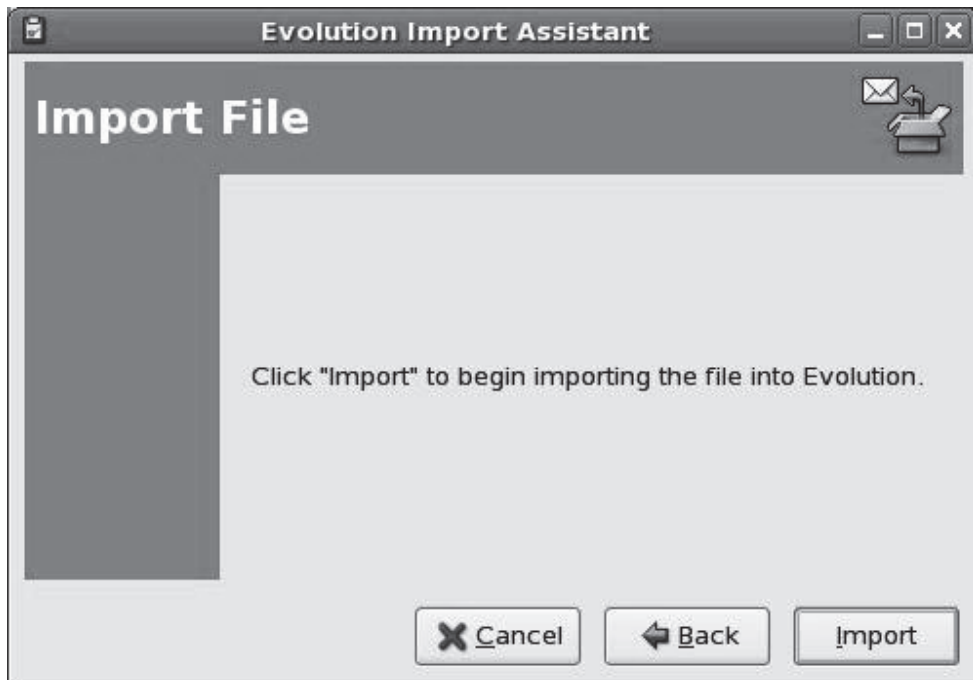 Evolution Import Assistant
Import File
Click "Import" to begin importing the file into Evolution.
Cancel
Back
Import